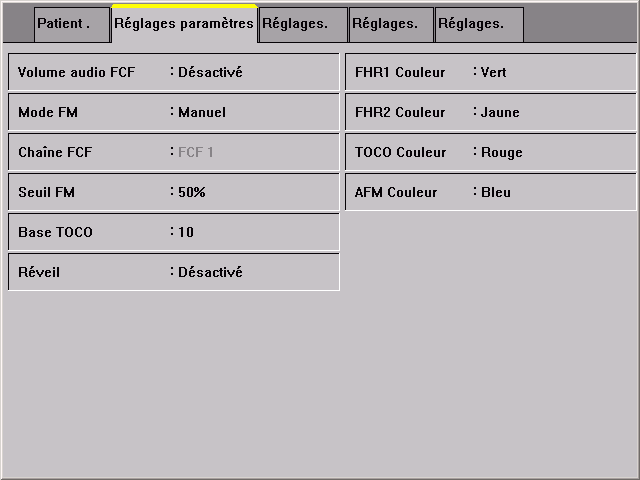 Patient . Réglages paramètres Réglages. Réglages. Réglages.
Volume audio FCF : Désactivé
Mode FM : Manuel
Chaîne FCF : FCF 1
Seuil FM : 50%
Base TOCO : 10
Réveil : Désactivé
FHR1 Couleur : Vert
FHR2 Couleur : Jaune
TOCO Couleur : Rouge
AFM Couleur : Bleu